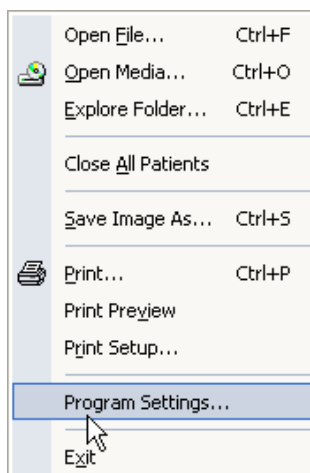 Open File... Ctrl+F
Open Media... Ctrl+O
Explore Folder... Ctrl+E
Close All Patients
Save Image As... Ctrl+S
Print... Ctrl+P
Print Preview
Print Setup...
Program Settings...
Exit